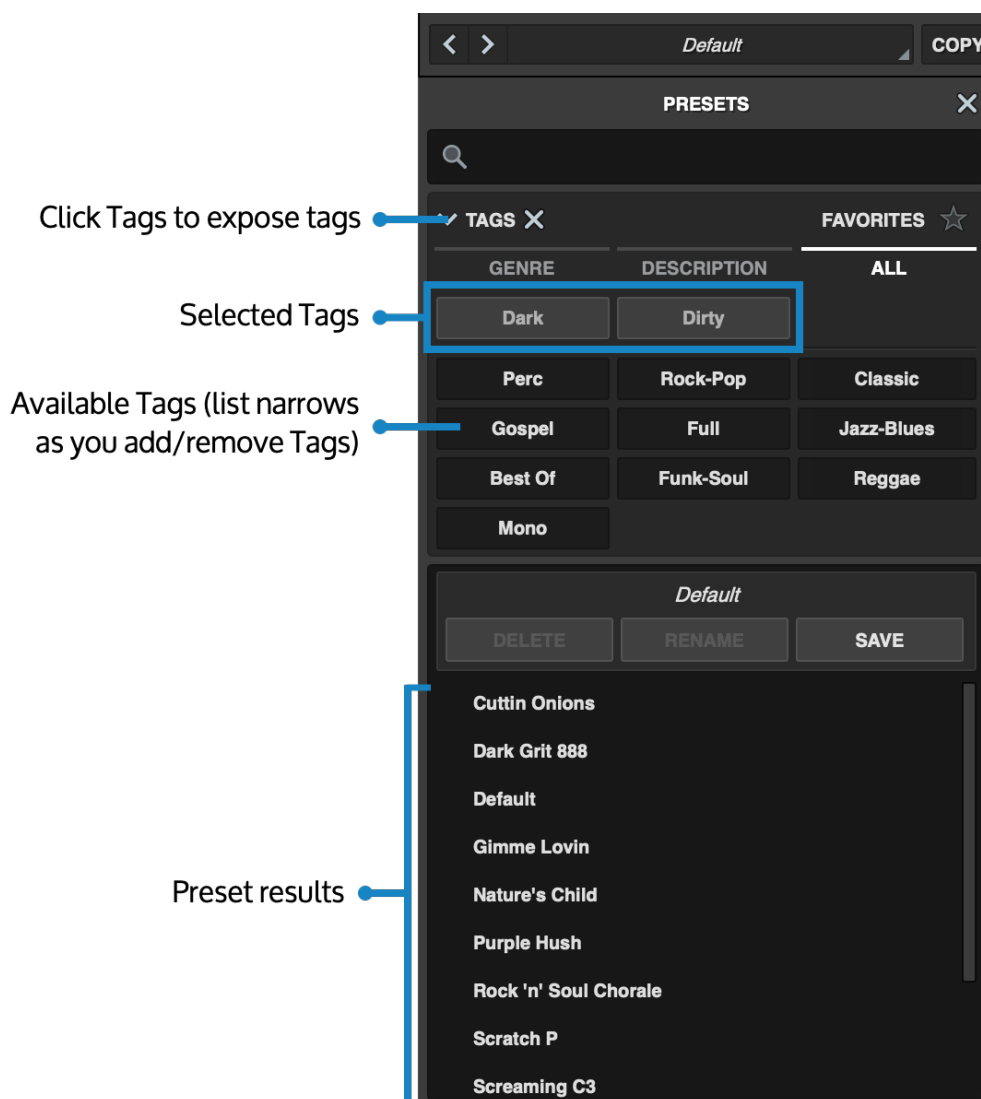 Default
COPY
PRESETS
Click Tags to expose tags
TAGS
FAVORITES
GENRE DESCRIPTION ALL
Selected Tags
Dark Dirty
Perc Rock-Pop Classic
Available Tags (list narrows
as you add/remove Tags)
Gospel Full Jazz-Blues
Best Of Funk-Soul Reggae
Mono
Default
DELETE RENAME SAVE
Preset results
Cuttin Onions
Dark Grit 888
Default
Gimme Lovin
Nature's Child
Purple Hush
Rock 'n' Soul Chorale
Scratch P
Screaming C3